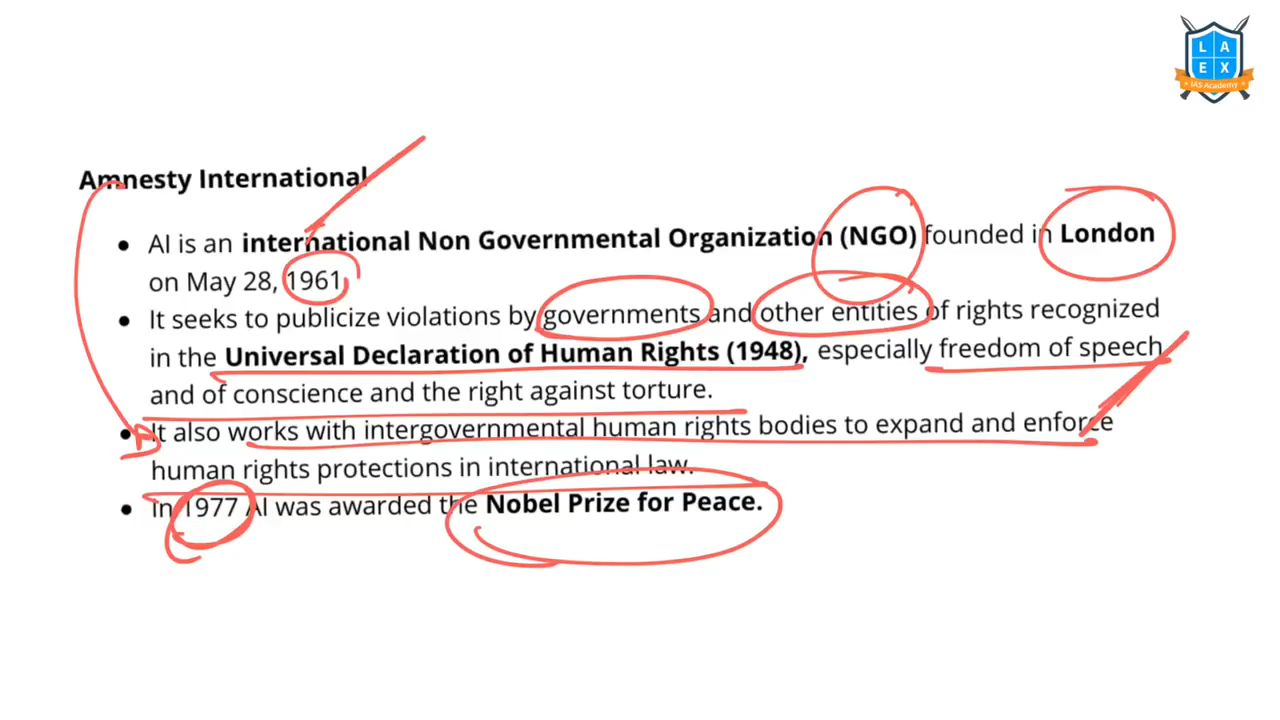 L A
E X
IAS Academy
Amnesty International
• AI is an international Non Governmental Organization (NGO) founded in London
on May 28, 1961.
• It seeks to publicize violations by governments and other entities of rights recognized
in the Universal Declaration of Human Rights (1948), especially freedom of speech
and of conscience and the right against torture.
• It also works with intergovernmental human rights bodies to expand and enforce
human rights protections in international law.
• In 1977 AI was awarded the Nobel Prize for Peace.